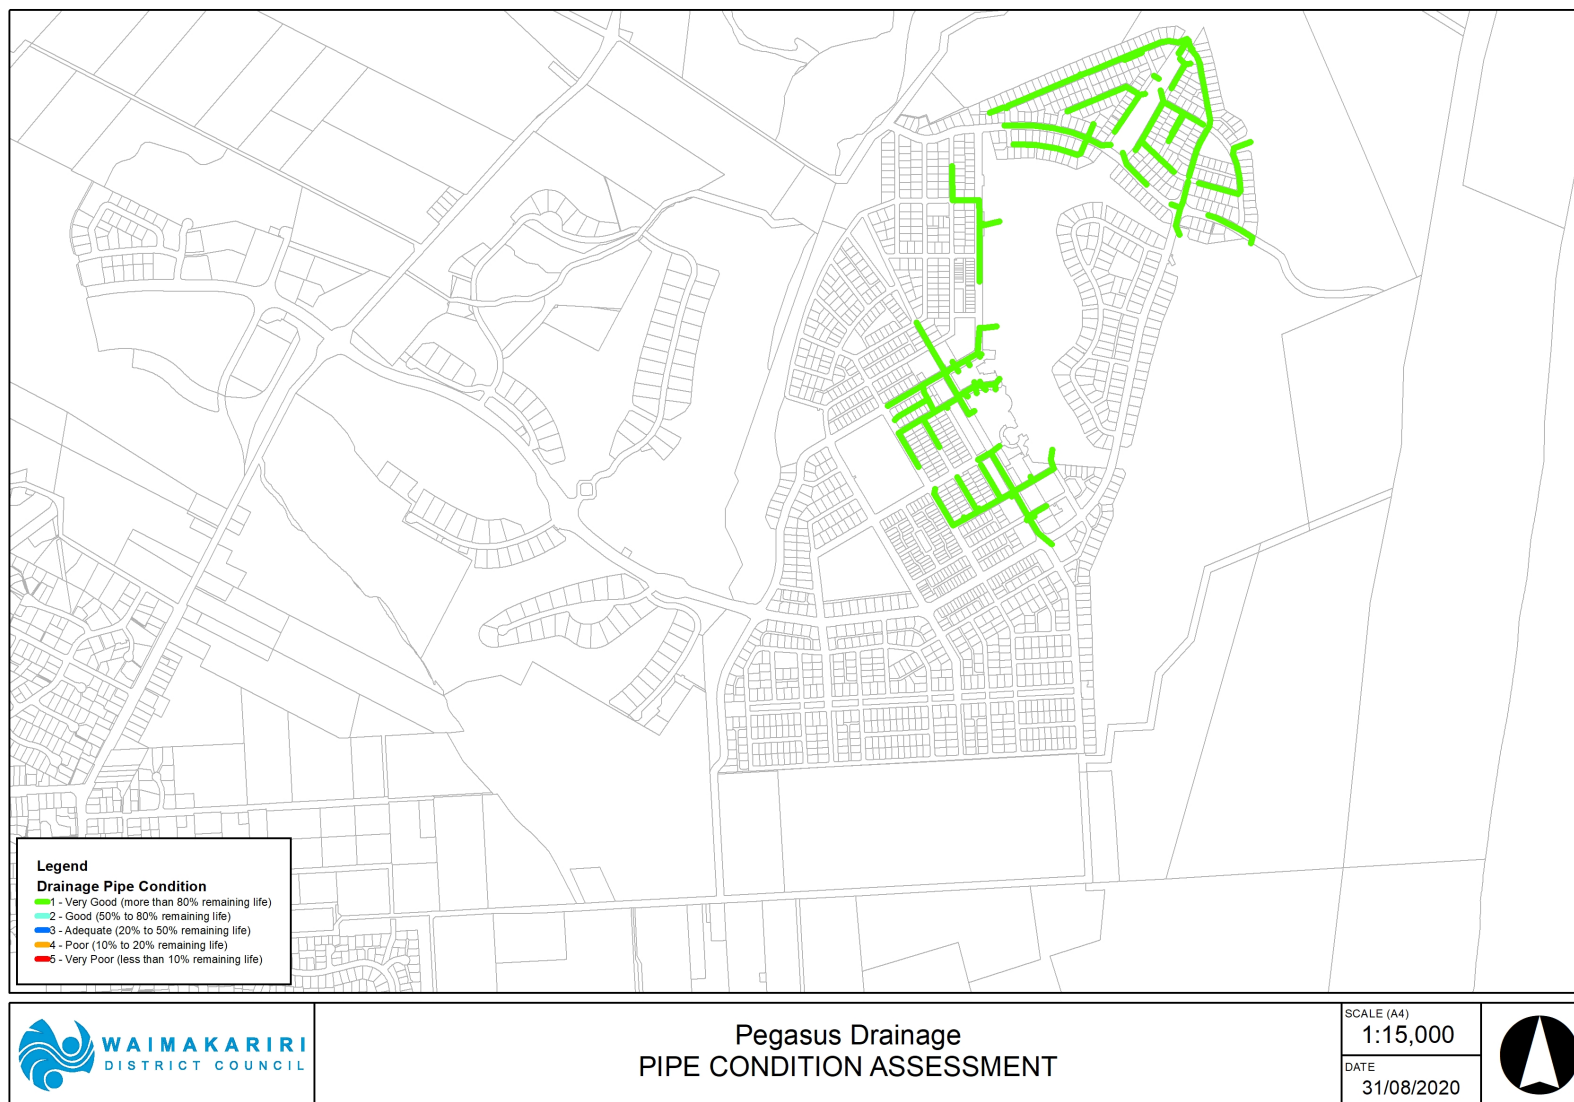 Legend
Drainage Pipe Condition
1 - Very Good (more than 80% remaining life)
2 - Good (50% to 80% remaining life)
3 - Adequate (20% to 50% remaining life)
4 - Poor (10% to 20% remaining life)
5 - Very Poor (less than 10% remaining life)
WAIMAKARIRI
DISTRICT COUNCIL
Pegasus Drainage
PIPE CONDITION ASSESSMENT
SCALE (A4)
1:15,000
DATE
31/08/2020